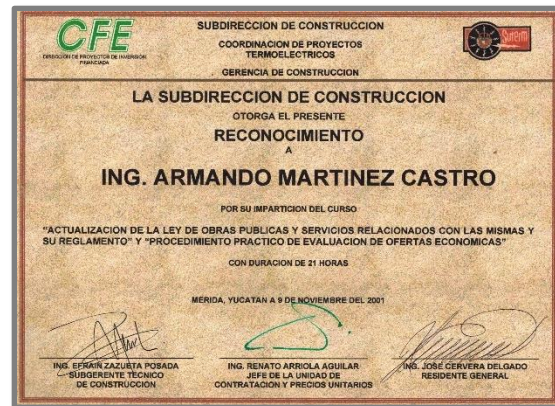 CFE
DIRECCION DE PROYECTOS DE INVERSION
FINANCIADA
SUBDIRECCION DE CONSTRUCCION
COORDINACION DE PROYECTOS
TERMOELECTRICOS
GERENCIA DE CONSTRUCCION
Suterm
LA SUBDIRECCION DE CONSTRUCCION
OTORGA EL PRESENTE
RECONOCIMIENTO
A
ING. ARMANDO MARTINEZ CASTRO
POR SU IMPARTICION DEL CURSO
"ACTUALIZACION DE LA LEY DE OBRAS PUBLICAS Y SERVICIOS RELACIONADOS CON LAS MISMAS Y
SU REGLAMENTO" Y "PROCEDIMIENTO PRACTICO DE EVALUACION DE OFERTAS ECONOMICAS"
CON DURACION DE 21 HORAS
MERIDA, YUCATAN A 9 DE NOVIEMBRE DEL 2001
ING. EFRAIN ZAZUETA POSADA
SUBGERENTE TECNICO
DE CONSTRUCCION
ING. RENATO ARRIOLA AGUILAR
JEFE DE LA UNIDAD DE
CONTRATACION Y PRECIOS UNITARIOS
ING. JOSE CERVERA DELGADO
RESIDENTE GENERAL